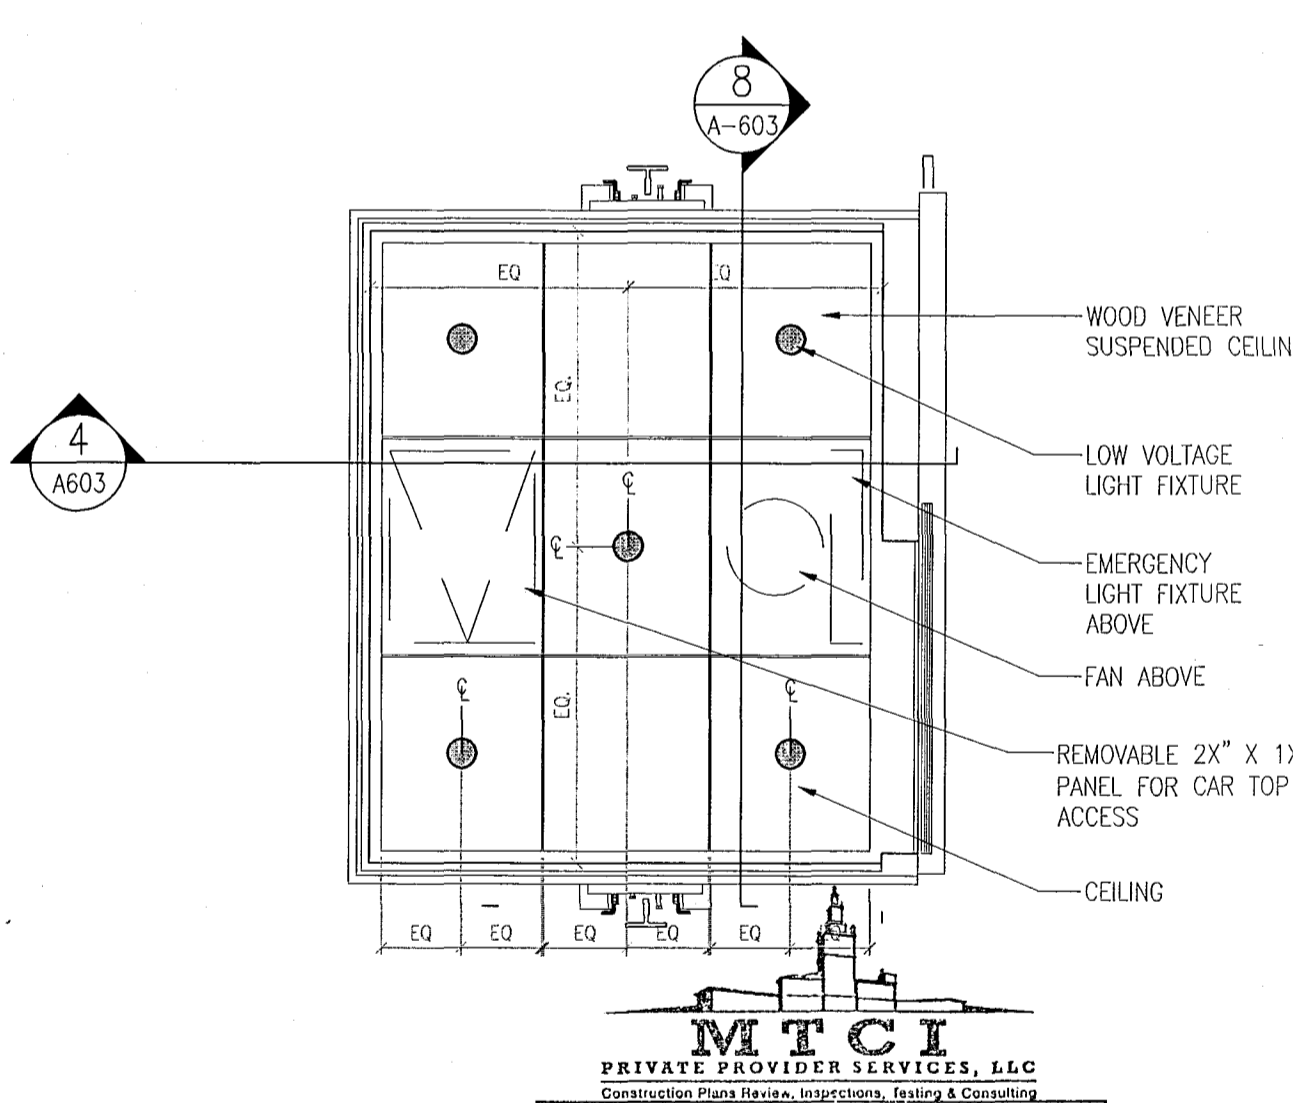 8
A-603
EQ
EQ
WOOD VENEER
SUSPENDED CEILIN
EQ.
4
A603
LOW VOLTAGE
LIGHT FIXTURE
℄
℄
EMERGENCY
LIGHT FIXTURE
ABOVE
FAN ABOVE
℄
℄
EQ.
REMOVABLE 2X" X 1X
PANEL FOR CAR TOP
ACCESS
CEILING
EQ
EQ
EQ
EQ
EQ
EQ
MTCI
PRIVATE PROVIDER SERVICES, LLC
Construction Plans Review, Inspections, Testing & Consulting